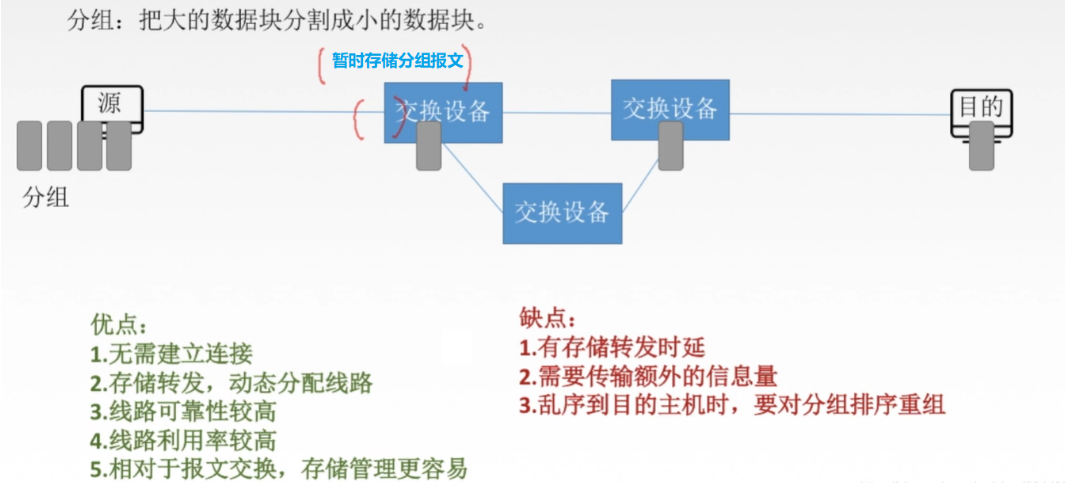 分组：把大的数据块分割成小的数据块。
暂时存储分组报文
源
交换设备
交换设备
目的
分组
交换设备
优点：
1.无需建立连接
2.存储转发，动态分配线路
3.线路可靠性较高
4.线路利用率较高
5.相对于报文交换，存储管理更容易
缺点：
1.有存储转发时延
2.需要传输额外的信息量
3.乱序到目的主机时，要对分组排序重组